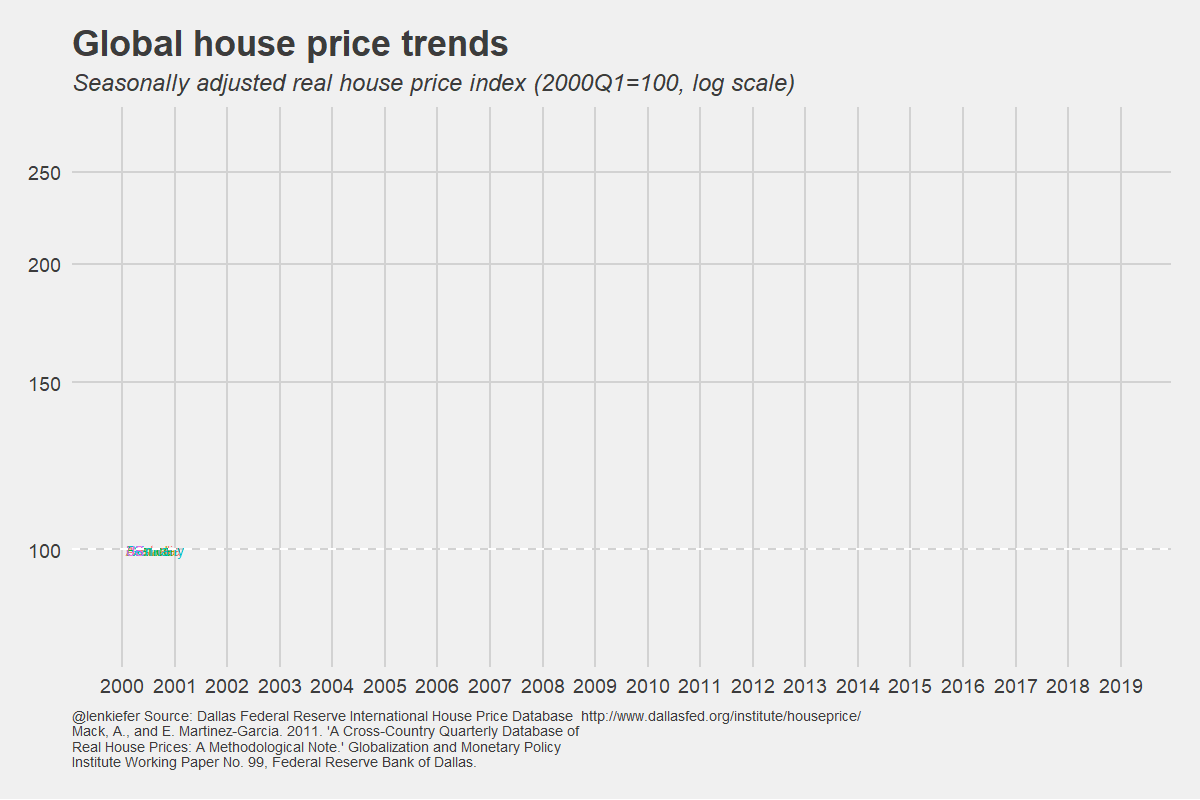 Global house price trends
Seasonally adjusted real house price index (2000Q1=100, log scale)
250
200
150
100
2000 2001 2002 2003 2004 2005 2006 2007 2008 2009 2010 2011 2012 2013 2014 2015 2016 2017 2018 2019
@lenkiefer Source: Dallas Federal Reserve International House Price Database http://www.dallasfed.org/institute/houseprice/
Mack, A., and E. Martinez-Garcia. 2011. 'A Cross-Country Quarterly Database of
Real House Prices: A Methodological Note.' Globalization and Monetary Policy
Institute Working Paper No. 99, Federal Reserve Bank of Dallas.